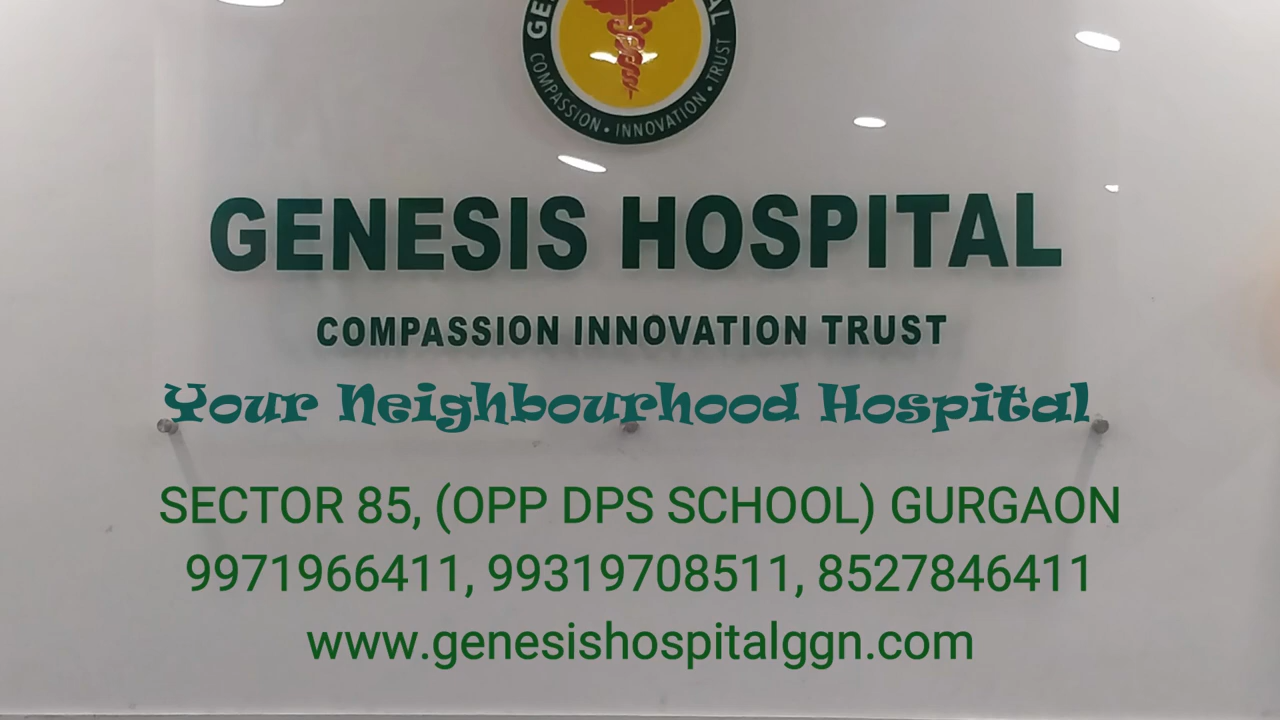 COMPASSION • INNOVATION • TRUST
GENESIS HOSPITAL
COMPASSION INNOVATION TRUST
Your Neighbourhood Hospital
SECTOR 85, (OPP DPS SCHOOL) GURGAON
9971966411, 99319708511, 8527846411
www.genesishospitalggn.com